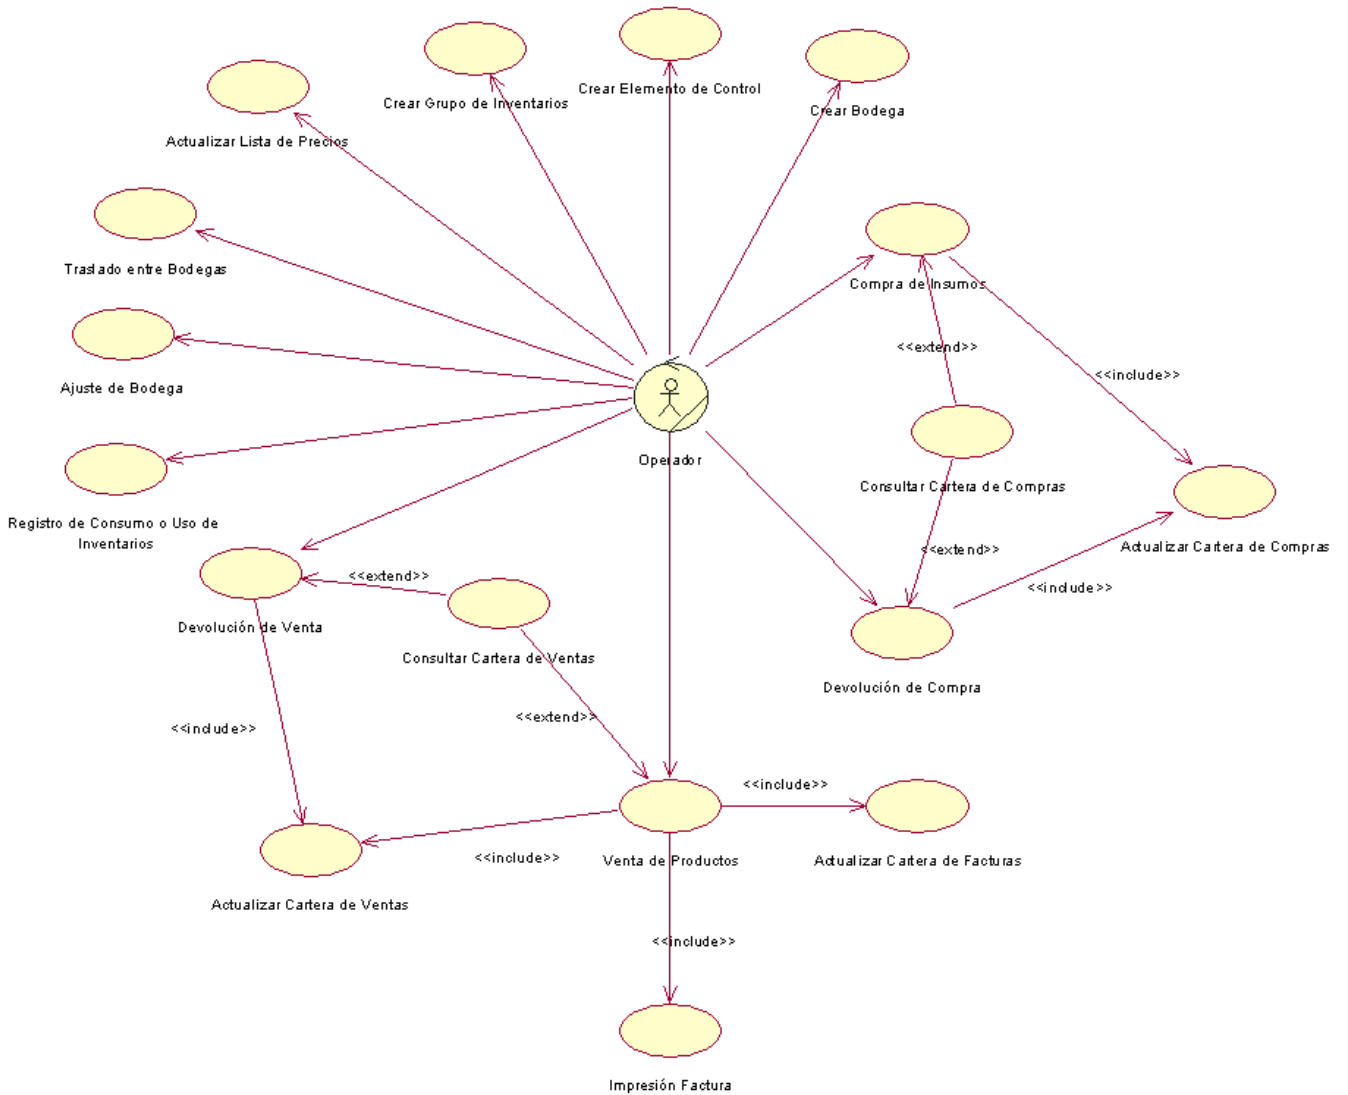 Crear Elemento de Control
Crear Grupo de Inventarios
Crear Bodega
Actualizar Lista de Precios
Traslado entre Bodegas
Compra de Insumos
<<extend>>
<<include>>
Ajuste de Bodega
Operador
Consultar Cartera de Compras
Registro de Consumo o Uso de
Inventarios
Actualizar Cartera de Compras
<<extend>>
<<include>>
<<extend>>
Devolución de Venta
Consultar Cartera de Ventas
Devolución de Compra
<<extend>>
<<include>>
<<include>>
<<include>>
Venta de Productos
Actualizar Cartera de Facturas
Actualizar Cartera de Ventas
<<include>>
Impresión Factura